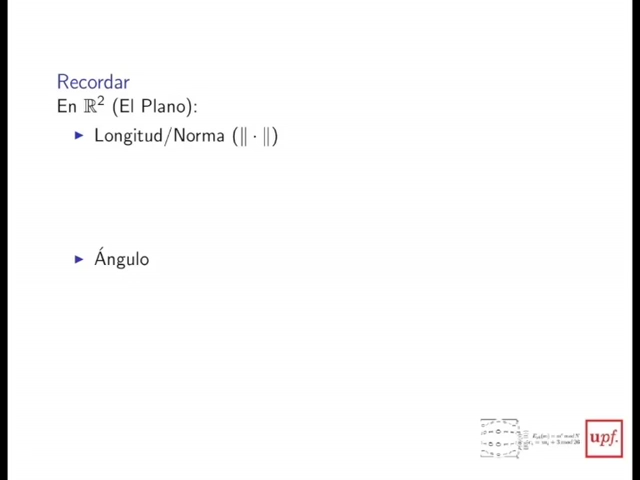 Recordar
En ℝ² (El Plano):
▶ Longitud/Norma (‖ · ‖)
▶ Ángulo
upf.